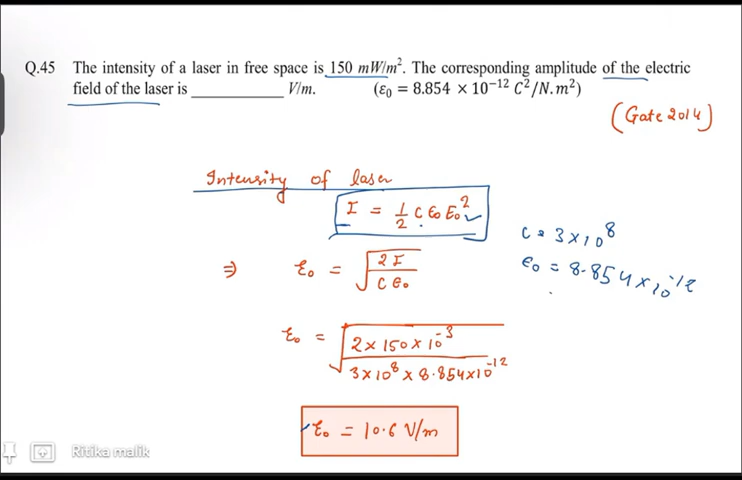 Q.45 The intensity of a laser in free space is 150 mW/m². The corresponding amplitude of the electric
field of the laser is ____________ V/m. (ε₀ = 8.854 × 10⁻¹² C²/N.m²)
(Gate 2014)
Intensity of laser
I = 1/2 C ε₀ E₀²
C = 3×10⁸
⇒ E₀ = √(2I / C ε₀)
ε₀ = 8.854×10⁻¹²
E₀ = √(2×150×10⁻³ / 3×10⁸×8.854×10⁻¹²)
E₀ = 10.6 V/m
Ritika malik